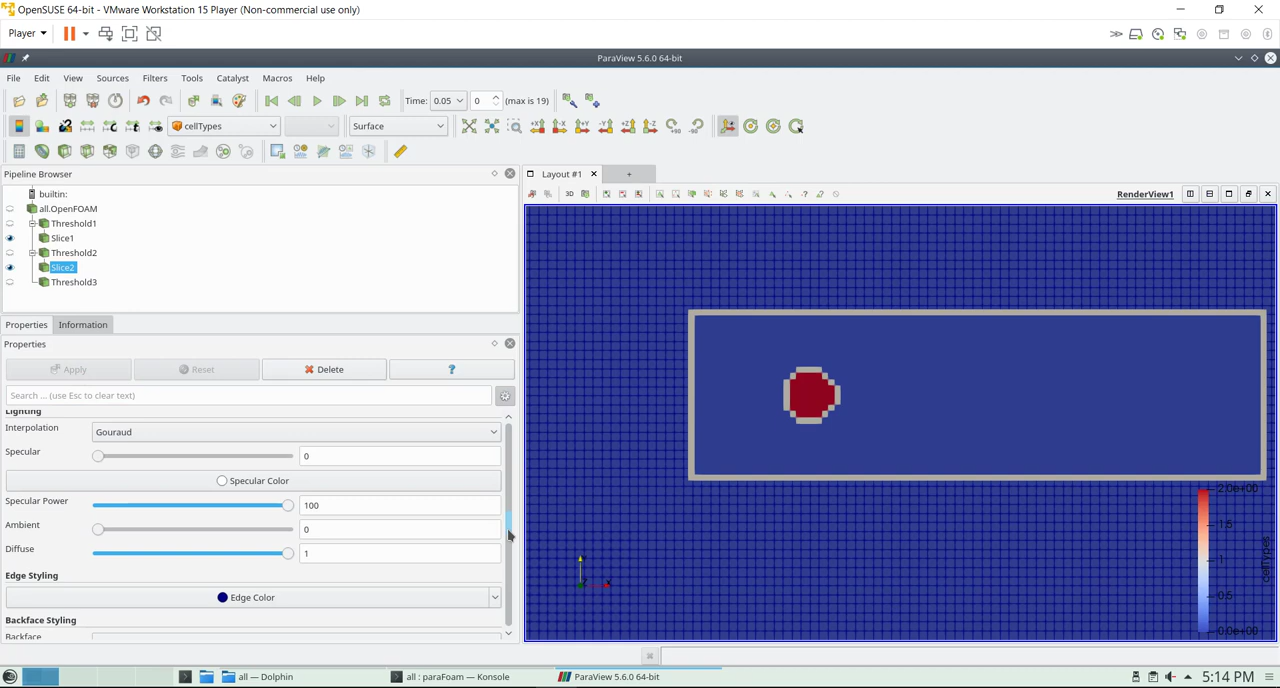 OpenSUSE 64-bit - VMware Workstation 15 Player (Non-commercial use only)
Player
ParaView 5.6.0 64-bit
File Edit View Sources Filters Tools Catalyst Macros Help
Time: 0.05 0 (max is 19)
cellTypes Surface +X -X +Y -Y +Z -Z +90 -90
Pipeline Browser
builtin:
all.OpenFOAM
Threshold1
Slice1
Threshold2
Slice2
Threshold3
Properties Information
Properties
Apply Reset Delete ?
Search ... (use Esc to clear text)
Lighting
Interpolation Gouraud
Specular 0
Specular Color
Specular Power 100
Ambient 0
Diffuse 1
Edge Styling
Edge Color
Backface Styling
Backface
Layout #1 +
3D RenderView1
2.0e+00
1.5
1
0.5
0.0e+00
cellTypes
X
all — Dolphin all : paraFoam — Konsole ParaView 5.6.0 64-bit 5:14 PM